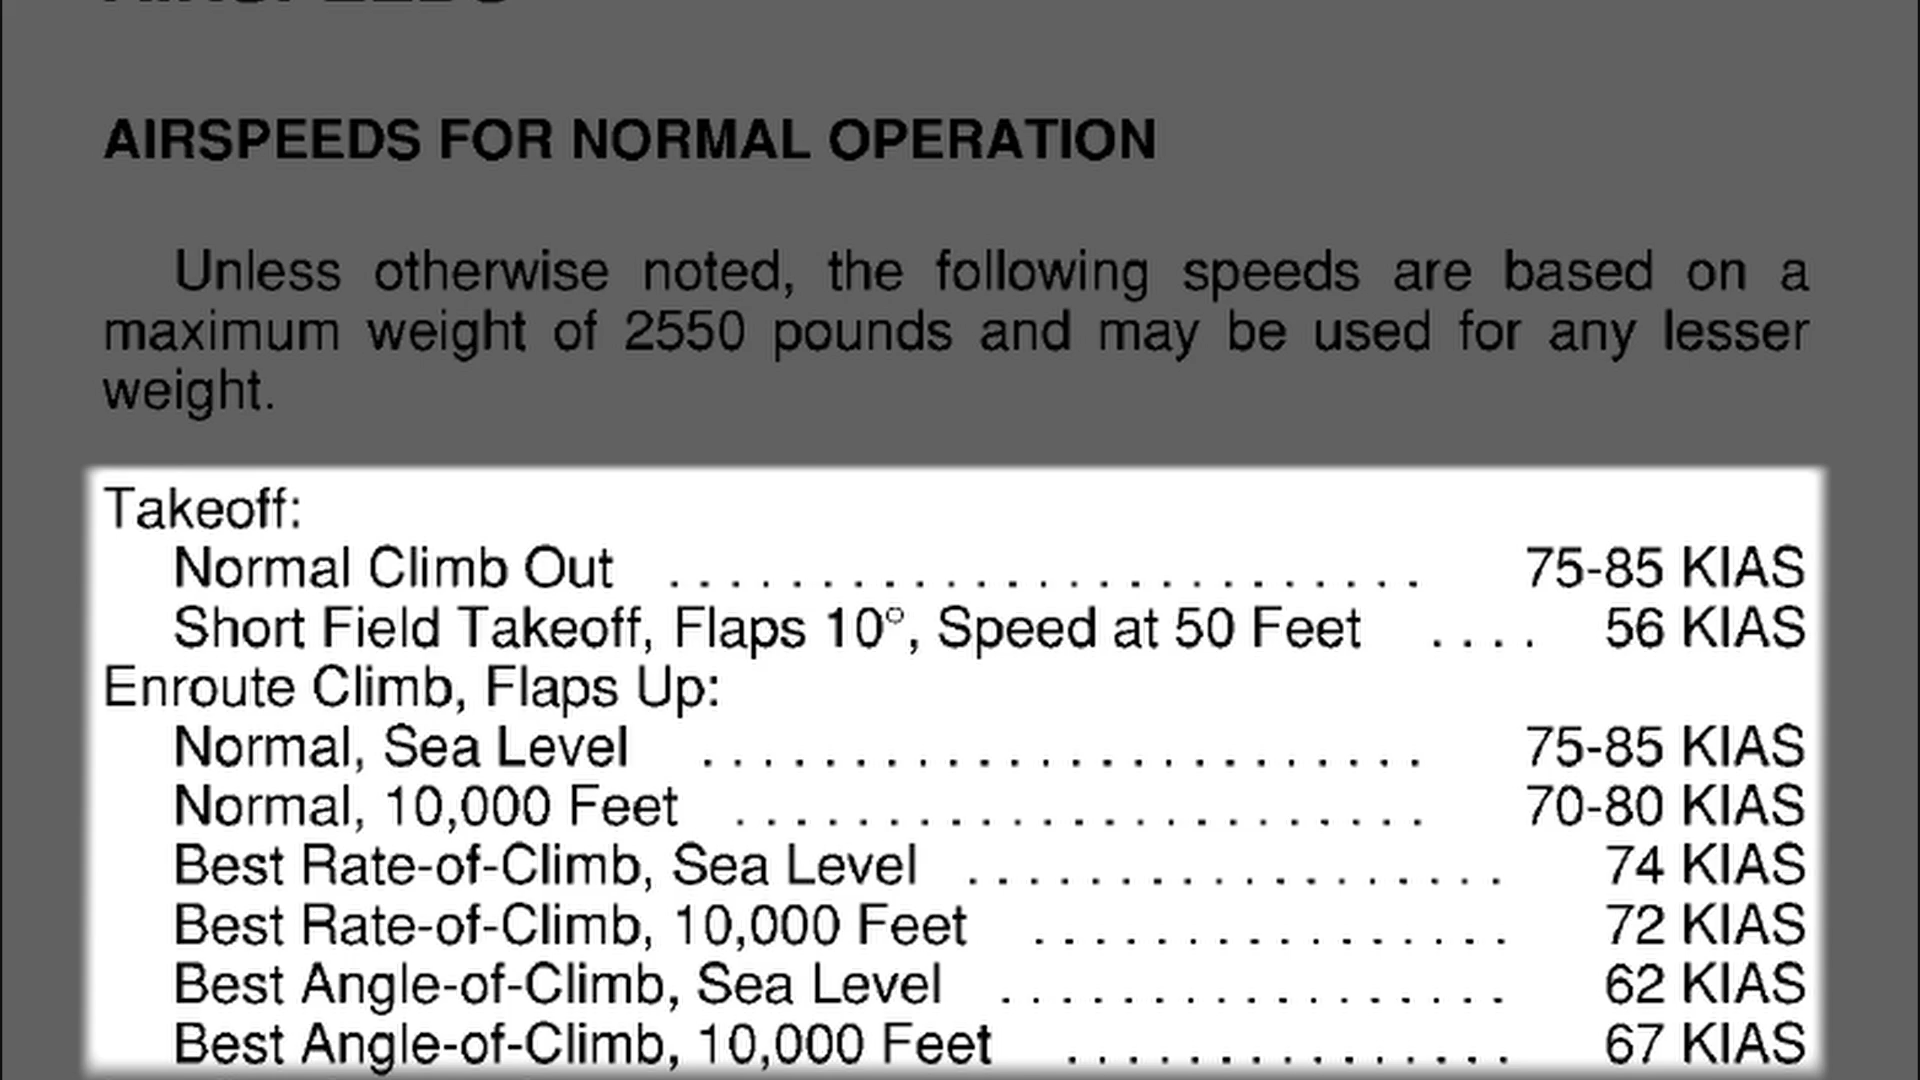 AIRSPEEDS
AIRSPEEDS FOR NORMAL OPERATION
Unless otherwise noted, the following speeds are based on a
maximum weight of 2550 pounds and may be used for any lesser
weight.
Takeoff:
Normal Climb Out . . . . . . . . . . . . . . . . . . . . . . . . 75-85 KIAS
Short Field Takeoff, Flaps 10°, Speed at 50 Feet . . . . 56 KIAS
Enroute Climb, Flaps Up:
Normal, Sea Level . . . . . . . . . . . . . . . . . . . . . . . 75-85 KIAS
Normal, 10,000 Feet . . . . . . . . . . . . . . . . . . . . . . 70-80 KIAS
Best Rate-of-Climb, Sea Level . . . . . . . . . . . . . . . . . 74 KIAS
Best Rate-of-Climb, 10,000 Feet . . . . . . . . . . . . . . . 72 KIAS
Best Angle-of-Climb, Sea Level . . . . . . . . . . . . . . . . 62 KIAS
Best Angle-of-Climb, 10,000 Feet . . . . . . . . . . . . . . 67 KIAS